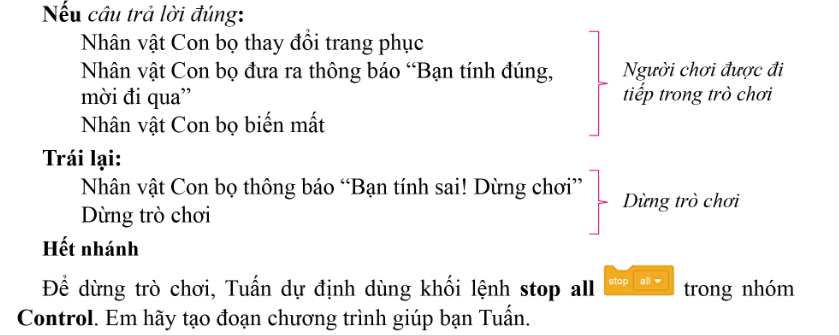 Nếu câu trả lời đúng:
Nhân vật Con bọ thay đổi trang phục
Nhân vật Con bọ đưa ra thông báo “Bạn tính đúng,
mời đi qua”
Nhân vật Con bọ biến mất
Người chơi được đi
tiếp trong trò chơi
Trái lại:
Nhân vật Con bọ thông báo “Bạn tính sai! Dừng chơi”
Dừng trò chơi
Dừng trò chơi
Hết nhánh
Để dừng trò chơi, Tuấn dự định dùng khối lệnh stop all stop all trong nhóm
Control. Em hãy tạo đoạn chương trình giúp bạn Tuấn.